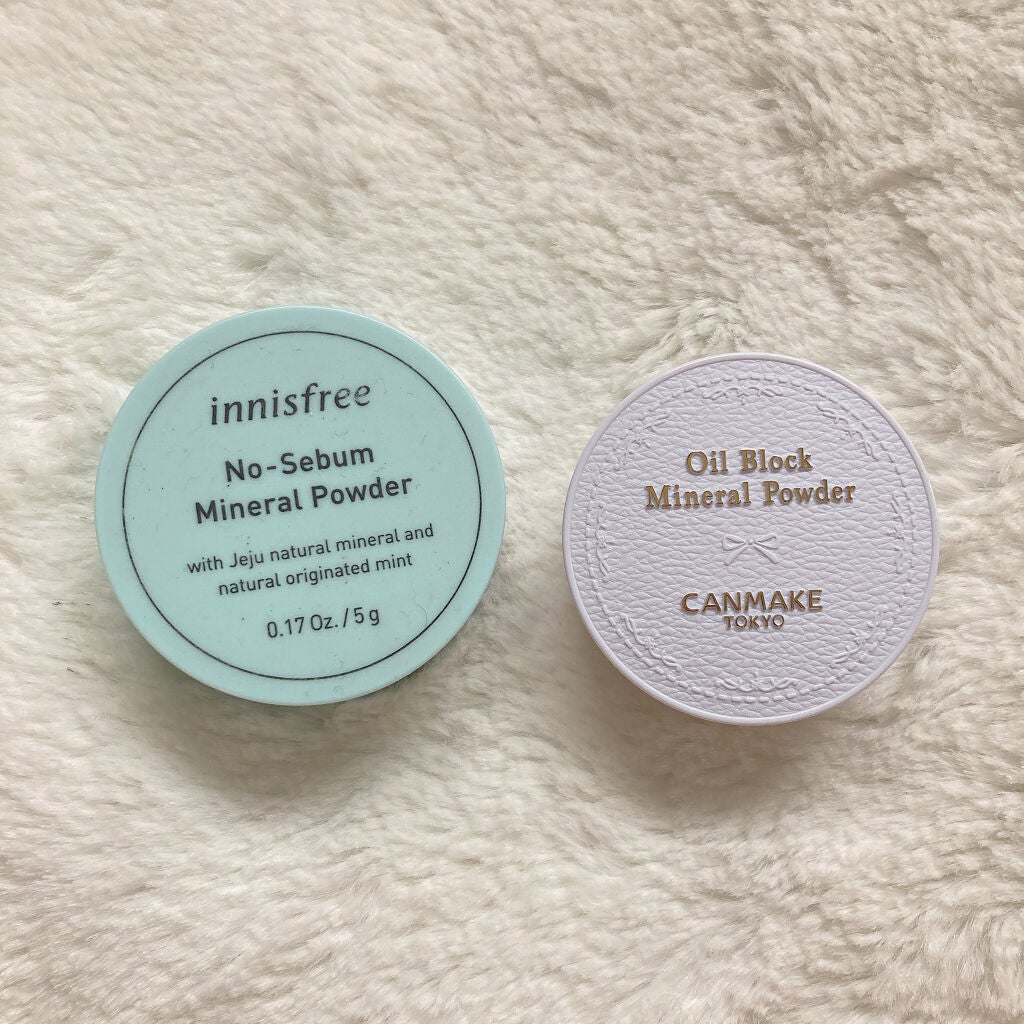 innisfree
No-Sebum
Mineral Powder
with Jeju natural mineral and
natural originated mint
0.17 Oz. / 5 g
Oil Block
Mineral Powder
CANMAKE
TOKYO